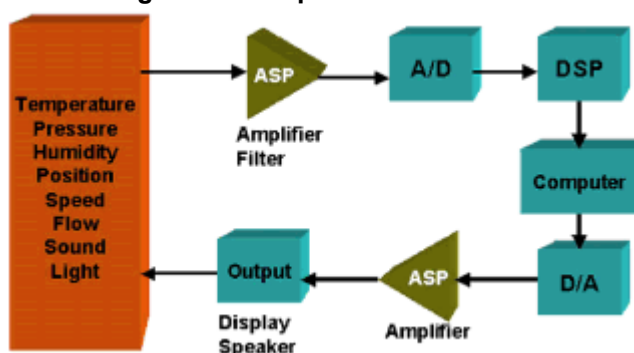 Temperature
Pressure
Humidity
Position
Speed
Flow
Sound
Light
ASP
Amplifier
Filter
A/D
DSP
Computer
D/A
ASP
Amplifier
Output
Display
Speaker